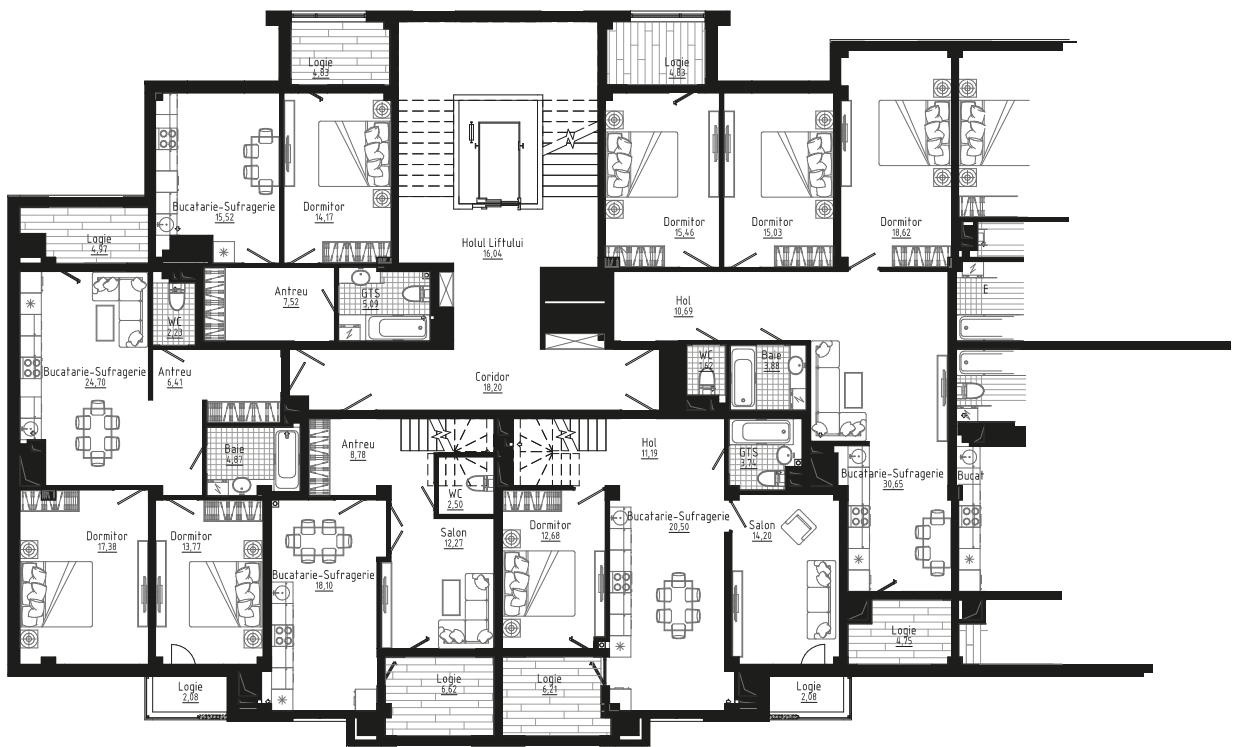 Logie
4,83
Logie
4,83
Bucatarie-Sufragerie
15,52
Dormitor
14,17
Dormitor
15,46
Dormitor
15,03
Dormitor
18,62
Logie
4,97
Holul Liftului
16,04
Antreu
7,52
GTS
5,09
WC
2,23
Hol
10,69
E
Bucatarie-Sufragerie
24,70
Antreu
6,41
Coridor
18,20
WC
1,62
Baie
3,88
Baie
4,87
Antreu
8,78
Hol
11,19
GTS
3,74
Bucatarie-Sufragerie
30,65
Bucat
WC
2,50
Dormitor
17,38
Dormitor
13,77
Bucatarie-Sufragerie
18,10
Salon
12,27
Dormitor
12,68
Bucatarie-Sufragerie
20,50
Salon
14,20
Logie
4,75
Logie
2,08
Logie
6,62
Logie
6,21
Logie
2,08